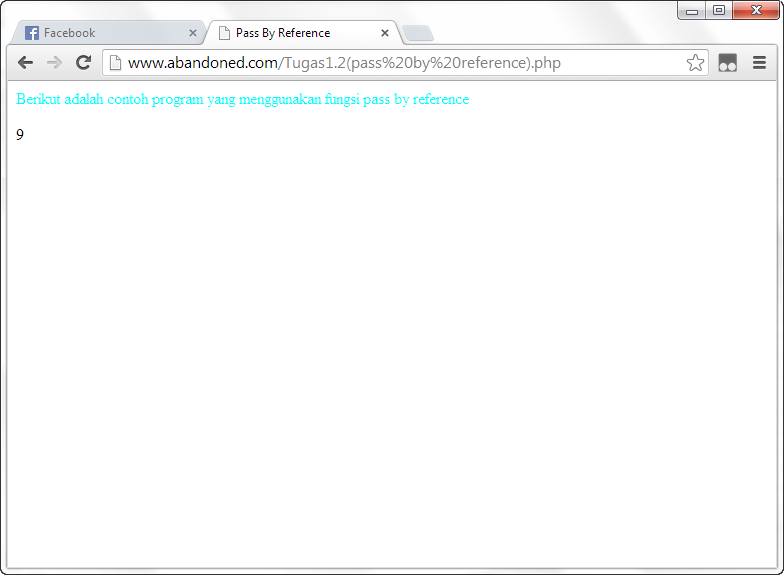 Facebook
Pass By Reference
www.abandoned.com/Tugas1.2(pass%20by%20reference).php
Berikut adalah contoh program yang menggunakan fungsi pass by reference
9